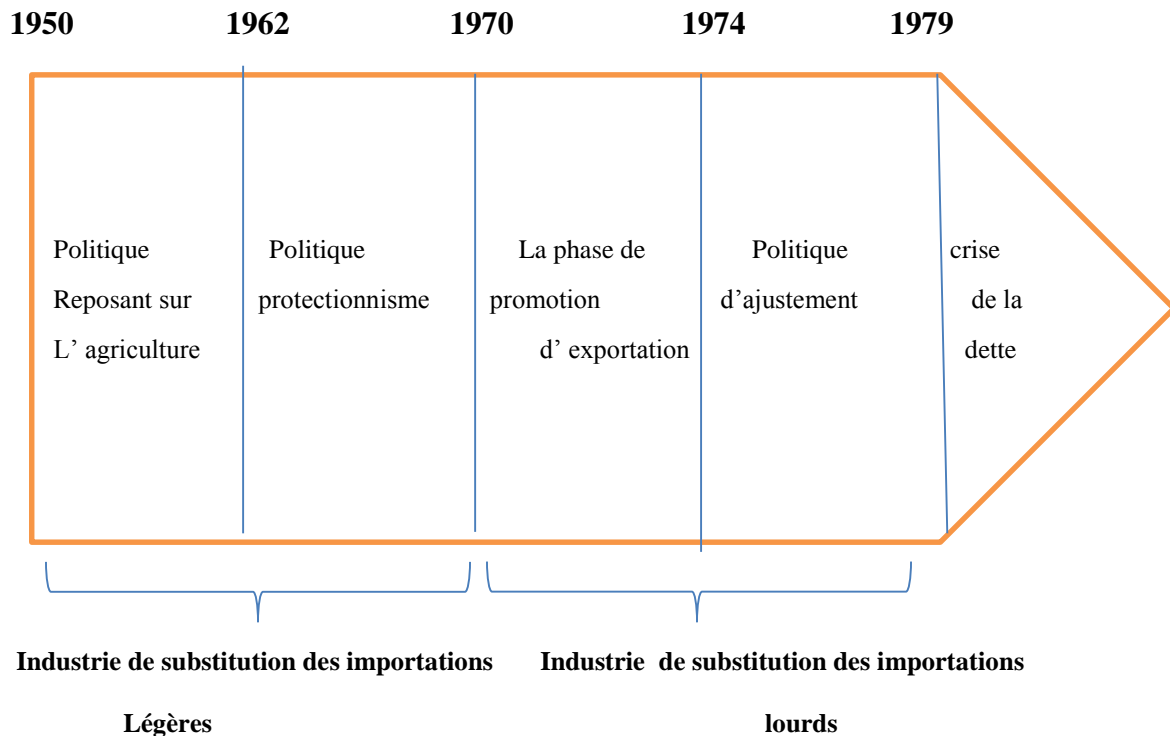 1950 1962 1970 1974 1979
Politique
Reposant sur
L’ agriculture
Politique
protectionnisme
La phase de
promotion
d’ exportation
Politique
d’ajustement
crise
de la
dette
Industrie de substitution des importations
Légères
Industrie de substitution des importations
lourds